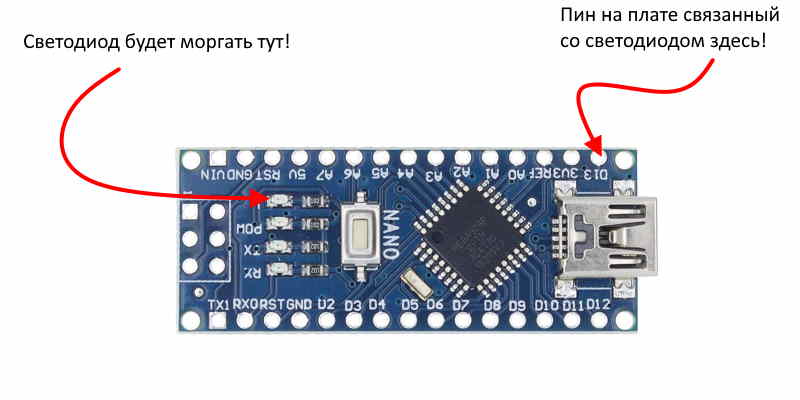 Светодиод будет моргать тут!
Пин на плате связанный
со светодиодом здесь!
VIN GND RST 5V A7 A6 A5 A4 A3 A2 A1 A0 REF 3V3 D13
1
POW
TX
RX
NANO
TX1 RX0 RST GND D2 D3 D4 D5 D6 D7 D8 D9 D10 D11 D12